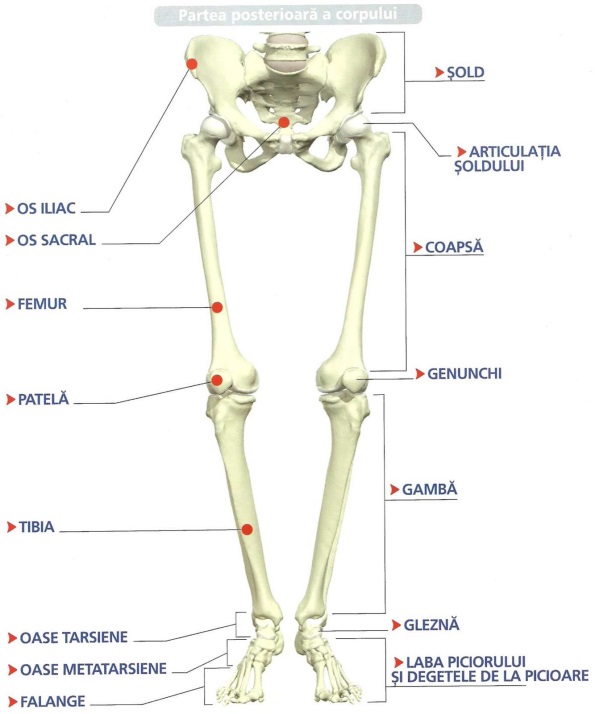 Partea posterioară a corpului
ȘOLD
ARTICULAȚIA
ȘOLDULUI
OS ILIAC
OS SACRAL
COAPSĂ
FEMUR
GENUNCHI
PATELĂ
GAMBĂ
TIBIA
GLEZNĂ
OASE TARSIENE
OASE METATARSIENE
LABA PICIORULUI
ȘI DEGETELE DE LA PICIOARE
FALANGE